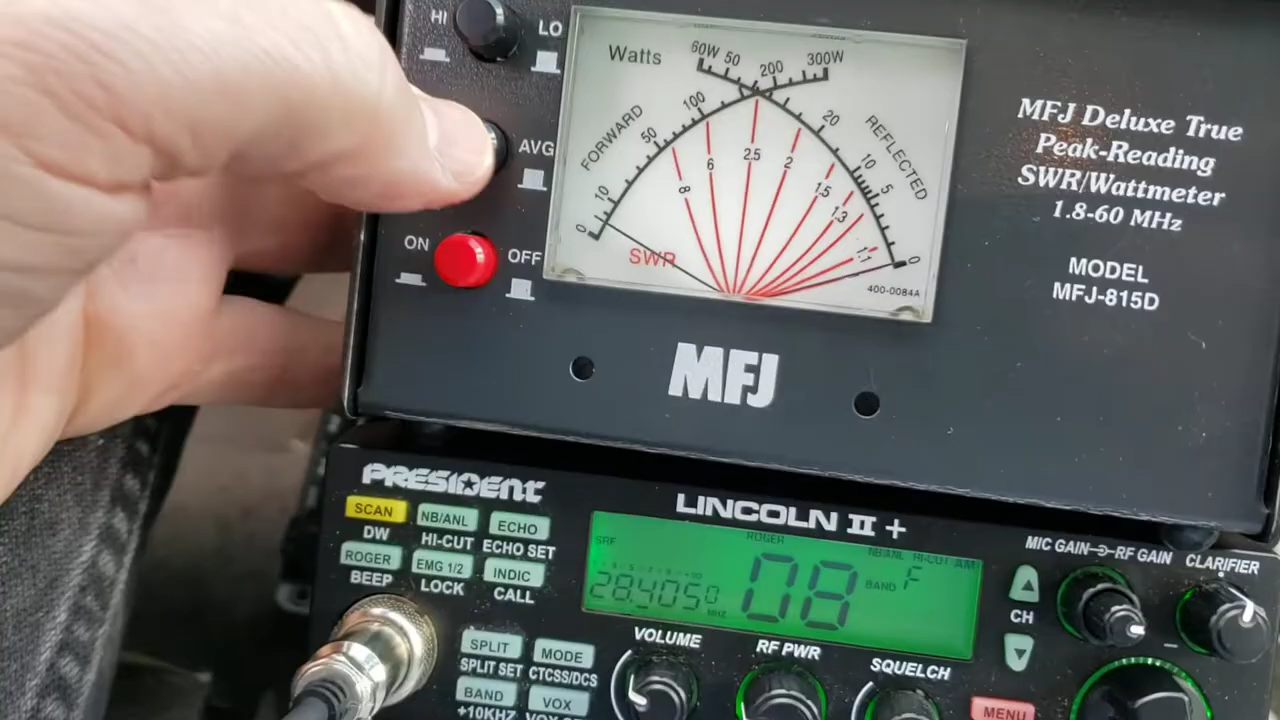 HI
LO
AVG
ON
OFF
Watts
60W 50
200
300W
100
50
10
0
FORWARD
20
10
5
0
REFLECTED
8
6
2.5
2
1.5
1.3
1.1
SWR
400-0084A
MFJ Deluxe True
Peak-Reading
SWR/Wattmeter
1.8-60 MHz
MODEL
MFJ-815D
MFJ
PRESIDENT
LINCOLN II +
SCAN
DW
NB/ANL
HI-CUT
ECHO
ECHO SET
ROGER
BEEP
EMG 1/2
LOCK
INDIC
CALL
SPLIT
SPLIT SET
MODE
CTCSS/DCS
BAND
+10KHZ
VOX
SRF
ROGER
NB/ANL HI-CUT AM
28.4050
MHZ
08
BAND F
VOLUME
RF PWR
SQUELCH
MIC GAIN
RF GAIN
CLARIFIER
CH
MENU